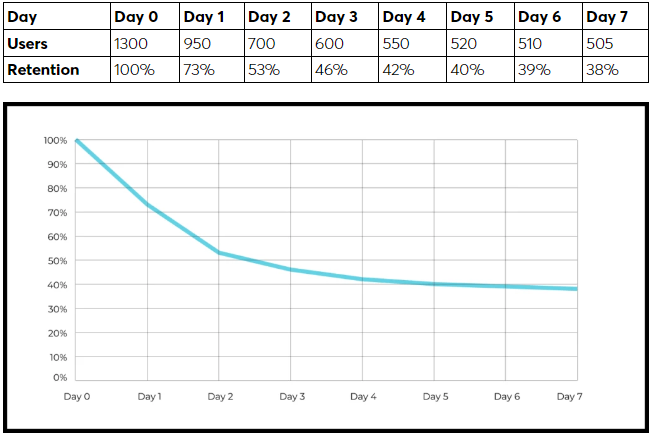 Day Day 0 Day 1 Day 2 Day 3 Day 4 Day 5 Day 6 Day 7
Users 1300 950 700 600 550 520 510 505
Retention 100% 73% 53% 46% 42% 40% 39% 38%
100%
90%
80%
70%
60%
50%
40%
30%
20%
10%
0%
Day 0 Day 1 Day 2 Day 3 Day 4 Day 5 Day 6 Day 7